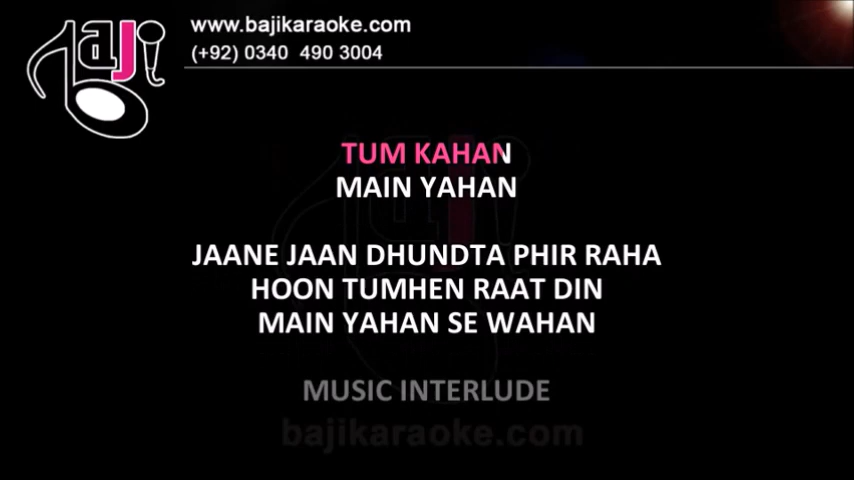 baji
www.bajikaraoke.com
(+92) 0340 490 3004
TUM KAHAN
MAIN YAHAN
JAANE JAAN DHUNDTA PHIR RAHA
HOON TUMHEN RAAT DIN
MAIN YAHAN SE WAHAN
MUSIC INTERLUDE
bajikaraoke.com